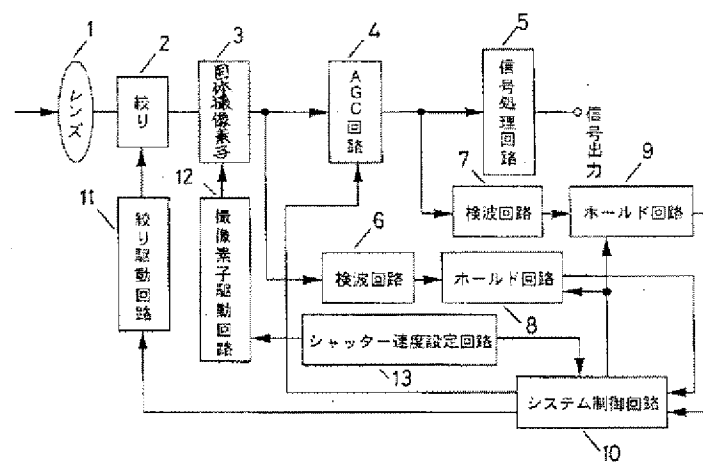 1
レンズ
2
絞り
3
固体撮像素子
4
AGC回路
5
信号処理回路
信号出力
7
検波回路
9
ホールド回路
11
絞り駆動回路
12
撮像素子駆動回路
6
検波回路
ホールド回路
8
シャッター速度設定回路
13
システム制御回路
10